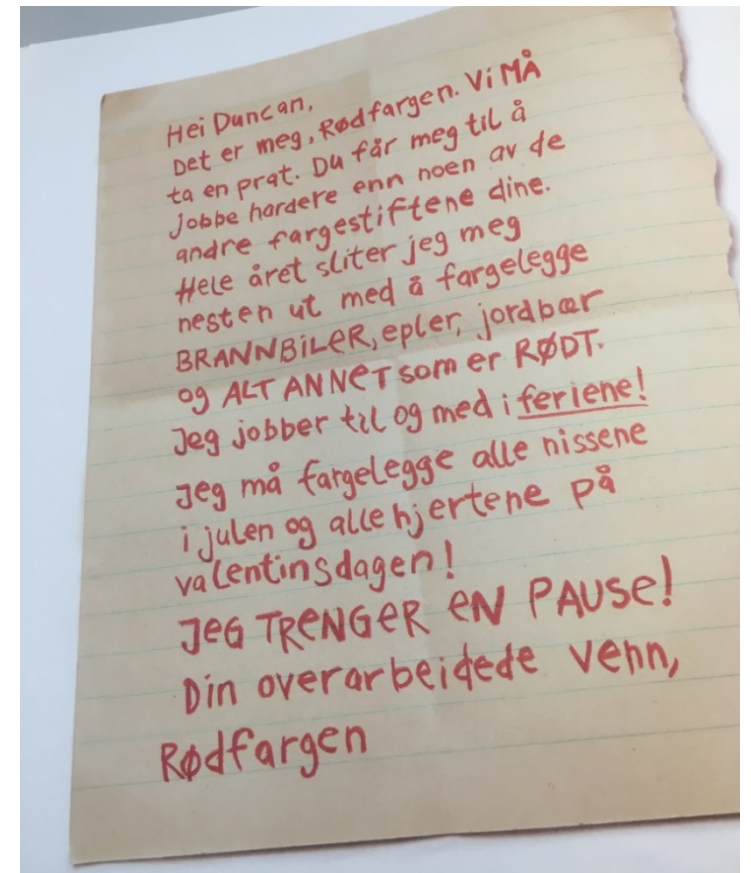 Hei Duncan,
Det er meg, Rødfargen. Vi MÅ
ta en prat. Du får meg til å
jobbe hardere enn noen av de
andre fargestiftene dine.
Hele året sliter jeg meg
nesten ut med å fargelegge
BRANNBiLeR, epler, jordbær
og ALT ANNeT som er RØDT.
Jeg jobber til og med i feriene!
Jeg må fargelegge alle nissene
i julen og alle hjertene på
valentinsdagen!
JeG TReNGeR eN PAUSe!
Din overarbeidede venn,
Rødfargen